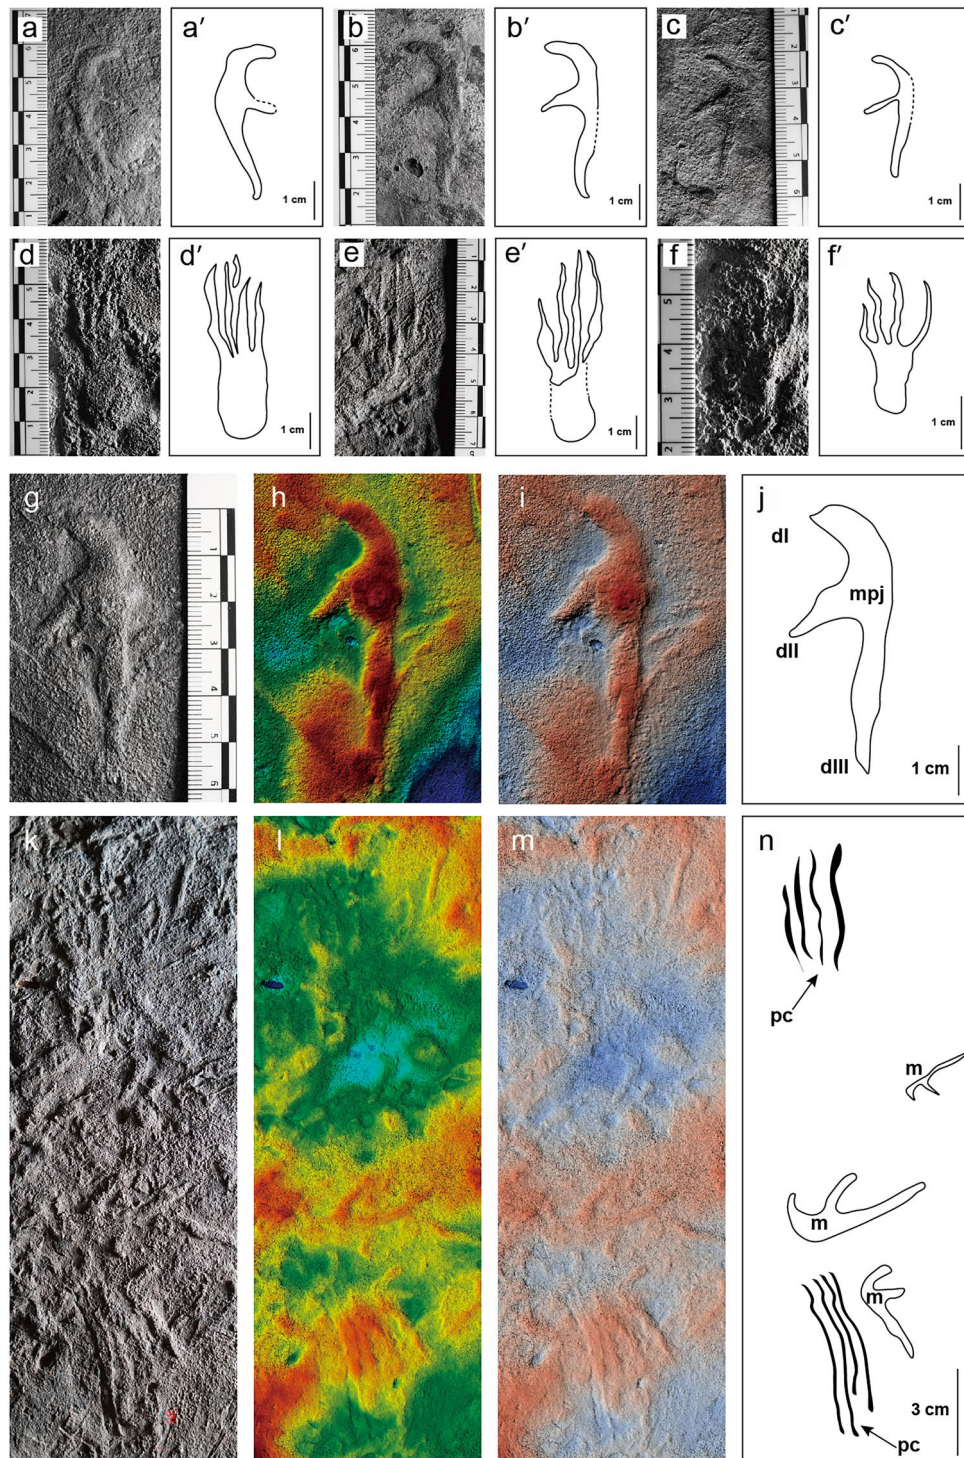 a a′ b b′ c c′
1 cm 1 cm 1 cm
d d′ e e′ f f′
1 cm 1 cm 1 cm
g h i j
dI
mpj
dII
dIII
1 cm
k l m n
pc
m
m
m
3 cm
pc